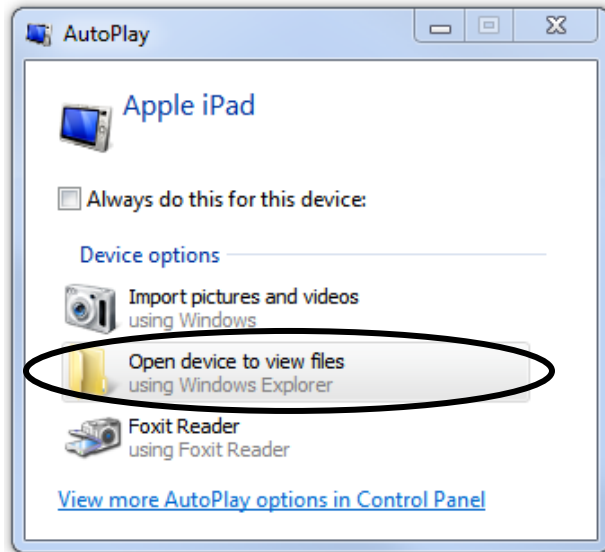 AutoPlay
Apple iPad
Always do this for this device:
Device options
Import pictures and videos
using Windows
Open device to view files
using Windows Explorer
Foxit Reader
using Foxit Reader
View more AutoPlay options in Control Panel